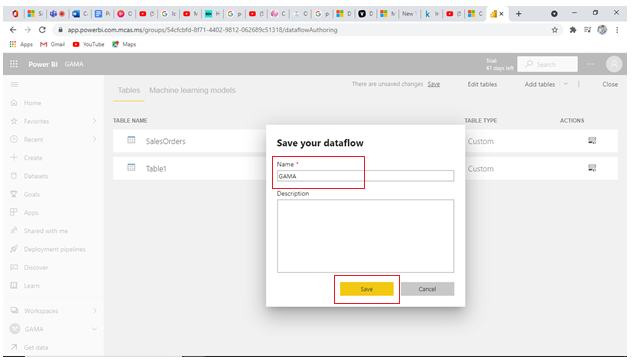 app.powerbi.com.mcas.ms/groups/54cfcbfd-8f71-4402-9812-062689c51318/dataflowAuthoring
Apps Gmail YouTube Maps
Power BI GAMA
Trial:
41 days left
Search
Home
Favorites
Recent
Create
Datasets
Goals
Apps
Shared with me
Deployment pipelines
Discover
Learn
Workspaces
GAMA
Get data
Tables Machine learning models
There are unsaved changes Save
Edit tables
Add tables
Close
TABLE NAME
TABLE TYPE
ACTIONS
SalesOrders
Custom
Table1
Custom
Save your dataflow
Name *
GAMA
Description
Save
Cancel